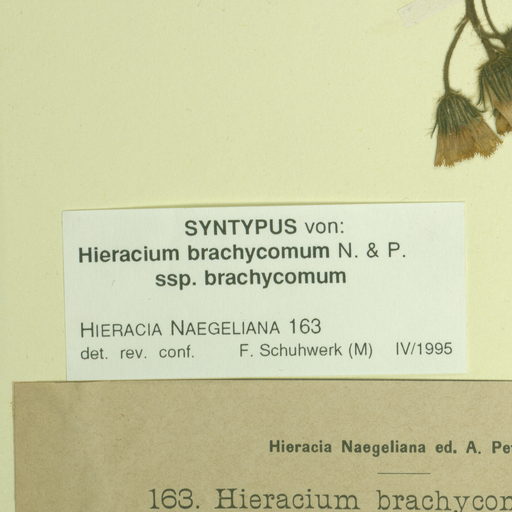 SYNTYPUS von:
Hieracium brachycomum N. & P.
ssp. brachycomum
HIERACIA NAEGELIANA 163
det. rev. conf. F. Schuhwerk (M) IV/1995
Hieracia Naegeliana ed. A.
163. Hieracium